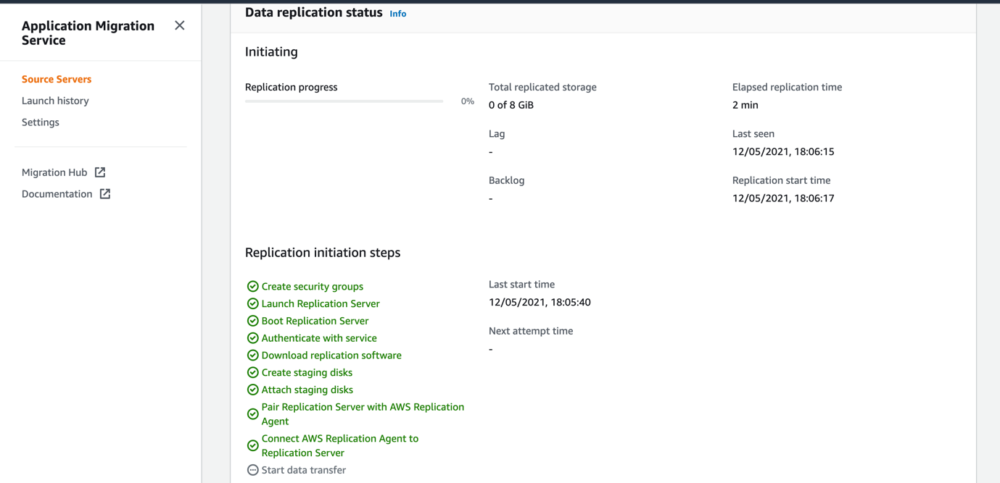 Application Migration
Service
Source Servers
Launch history
Settings
Migration Hub
Documentation
Data replication status Info
Initiating
Replication progress
0%
Total replicated storage
0 of 8 GiB
Lag
-
Backlog
-
Elapsed replication time
2 min
Last seen
12/05/2021, 18:06:15
Replication start time
12/05/2021, 18:06:17
Replication initiation steps
Create security groups
Launch Replication Server
Boot Replication Server
Authenticate with service
Download replication software
Create staging disks
Attach staging disks
Pair Replication Server with AWS Replication
Agent
Connect AWS Replication Agent to
Replication Server
Start data transfer
Last start time
12/05/2021, 18:05:40
Next attempt time
-